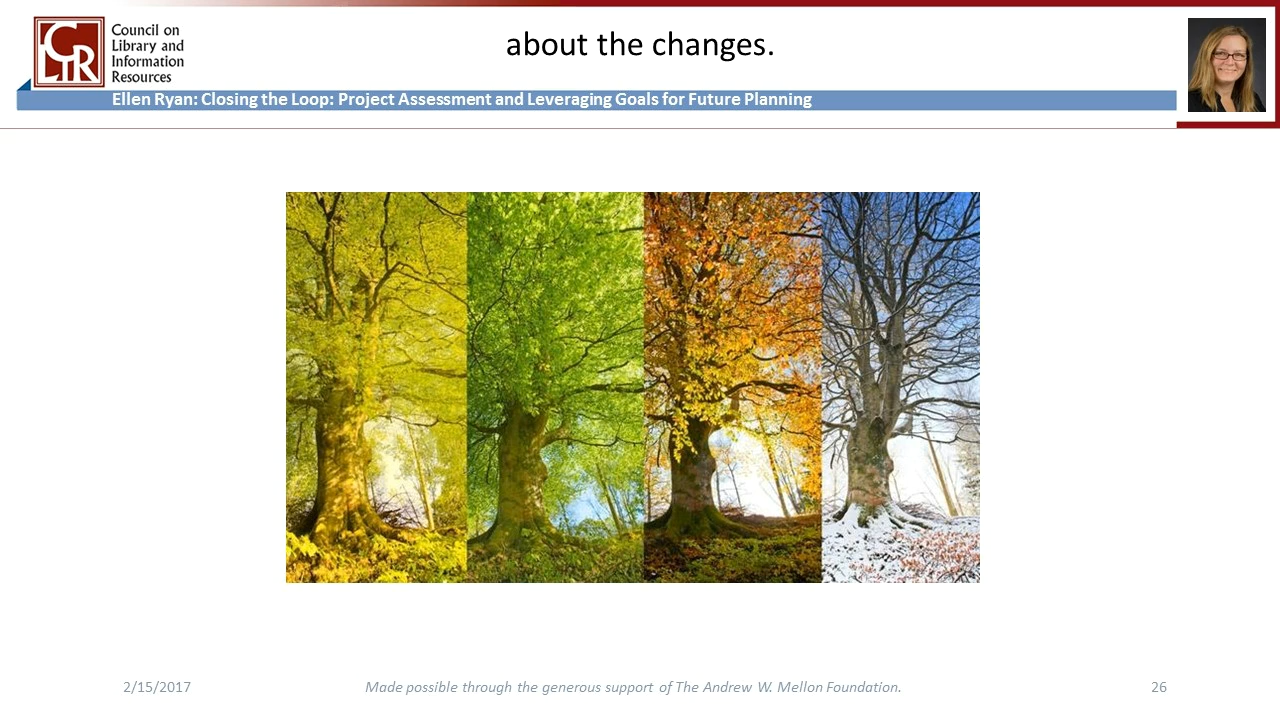 CLIR
Council on
Library and
Information
Resources
about the changes.
Ellen Ryan: Closing the Loop: Project Assessment and Leveraging Goals for Future Planning
2/15/2017
Made possible through the generous support of The Andrew W. Mellon Foundation.
26